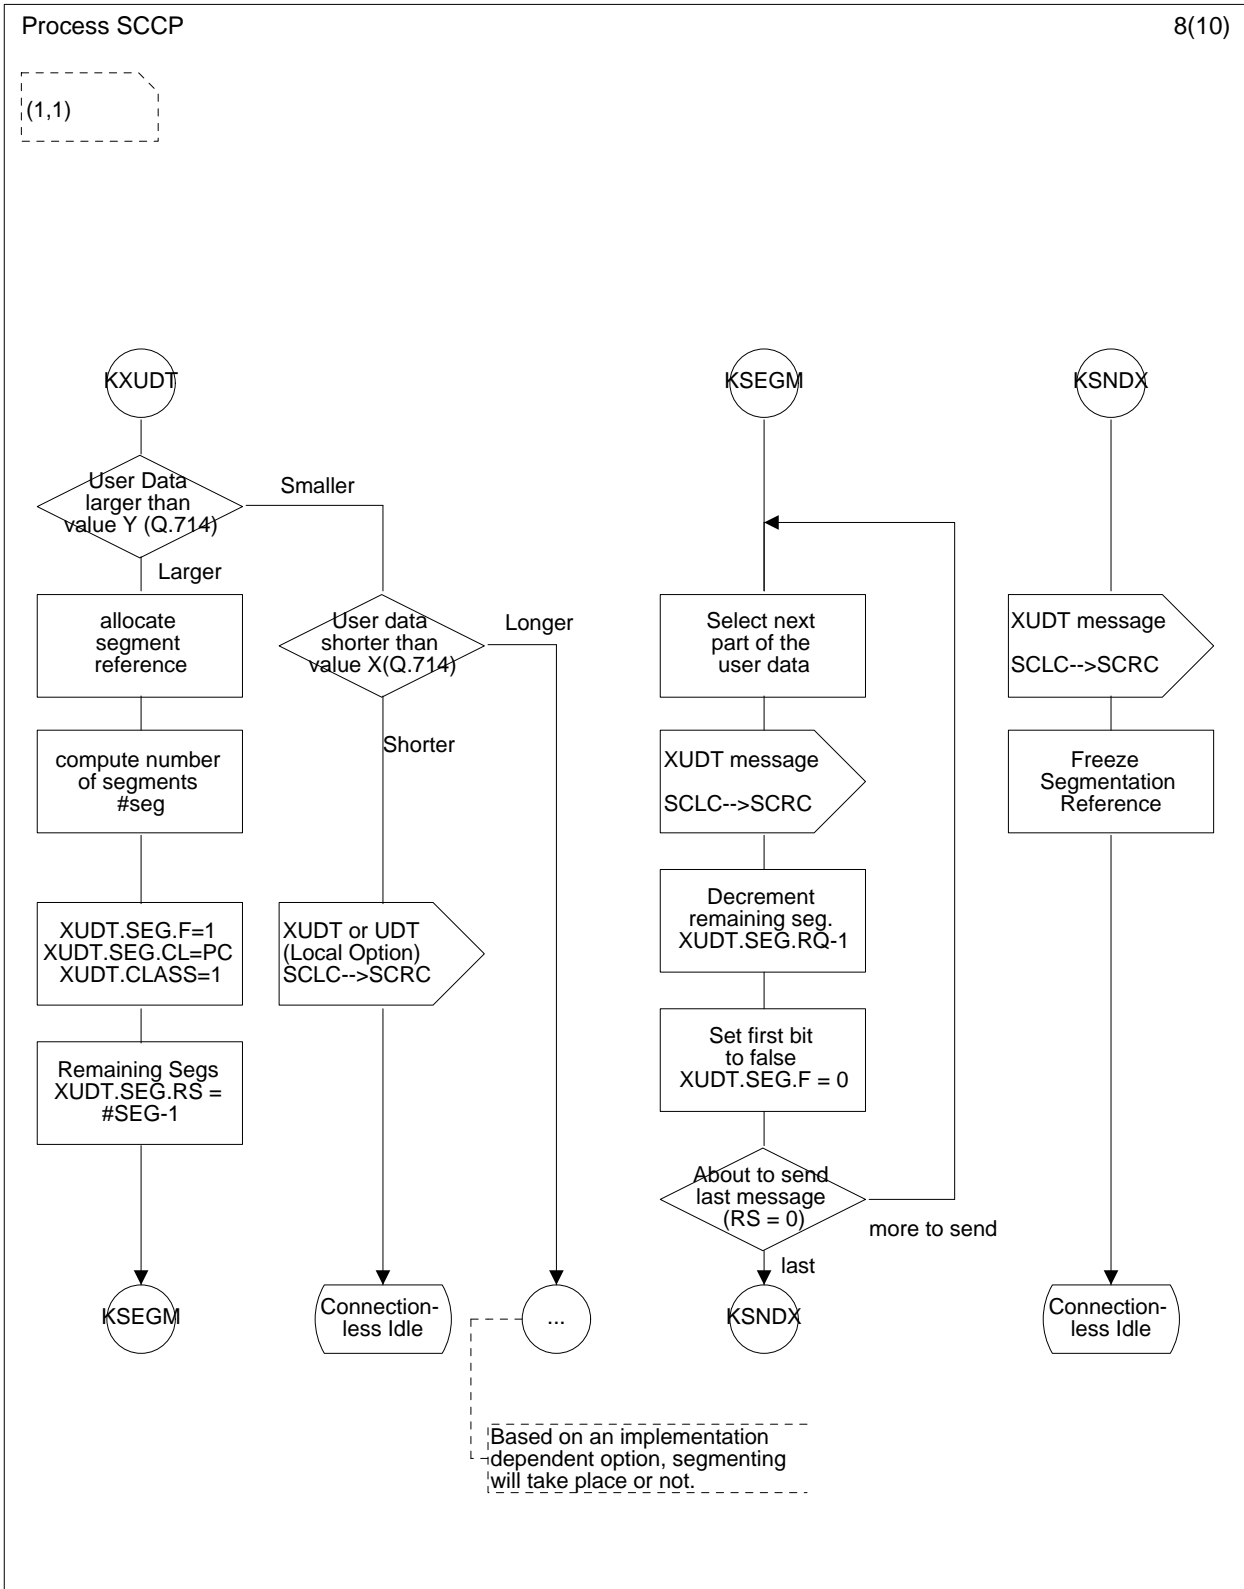 Process SCCP
8(10)
(1,1)
KXUDT
User Data
larger than
value Y (Q.714)
Smaller
Larger
allocate
segment
reference
compute number
of segments
#seg
XUDT.SEG.F=1
XUDT.SEG.CL=PC
XUDT.CLASS=1
Remaining Segs
XUDT.SEG.RS =
#SEG-1
KSEGM
User data
shorter than
value X(Q.714)
Longer
Shorter
XUDT or UDT
(Local Option)
SCLC-->SCRC
Connection-
less Idle
...
Based on an implementation
dependent option, segmenting
will take place or not.
KSEGM
Select next
part of the
user data
XUDT message
SCLC-->SCRC
Decrement
remaining seg.
XUDT.SEG.RQ-1
Set first bit
to false
XUDT.SEG.F = 0
About to send
last message
(RS = 0)
more to send
last
KSNDX
KSNDX
XUDT message
SCLC-->SCRC
Freeze
Segmentation
Reference
Connection-
less Idle